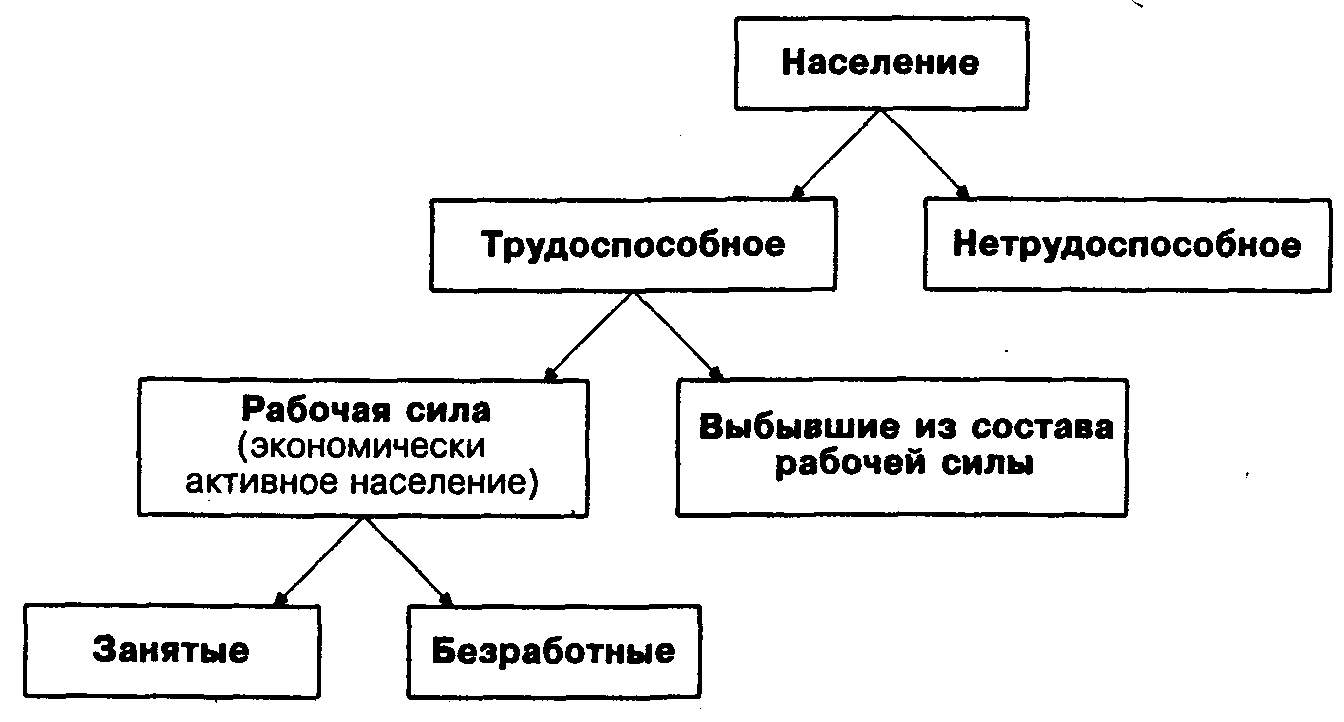 Население
Трудоспособное
Нетрудоспособное
Рабочая сила
(экономически
активное население)
Выбывшие из состава
рабочей силы
Занятые
Безработные